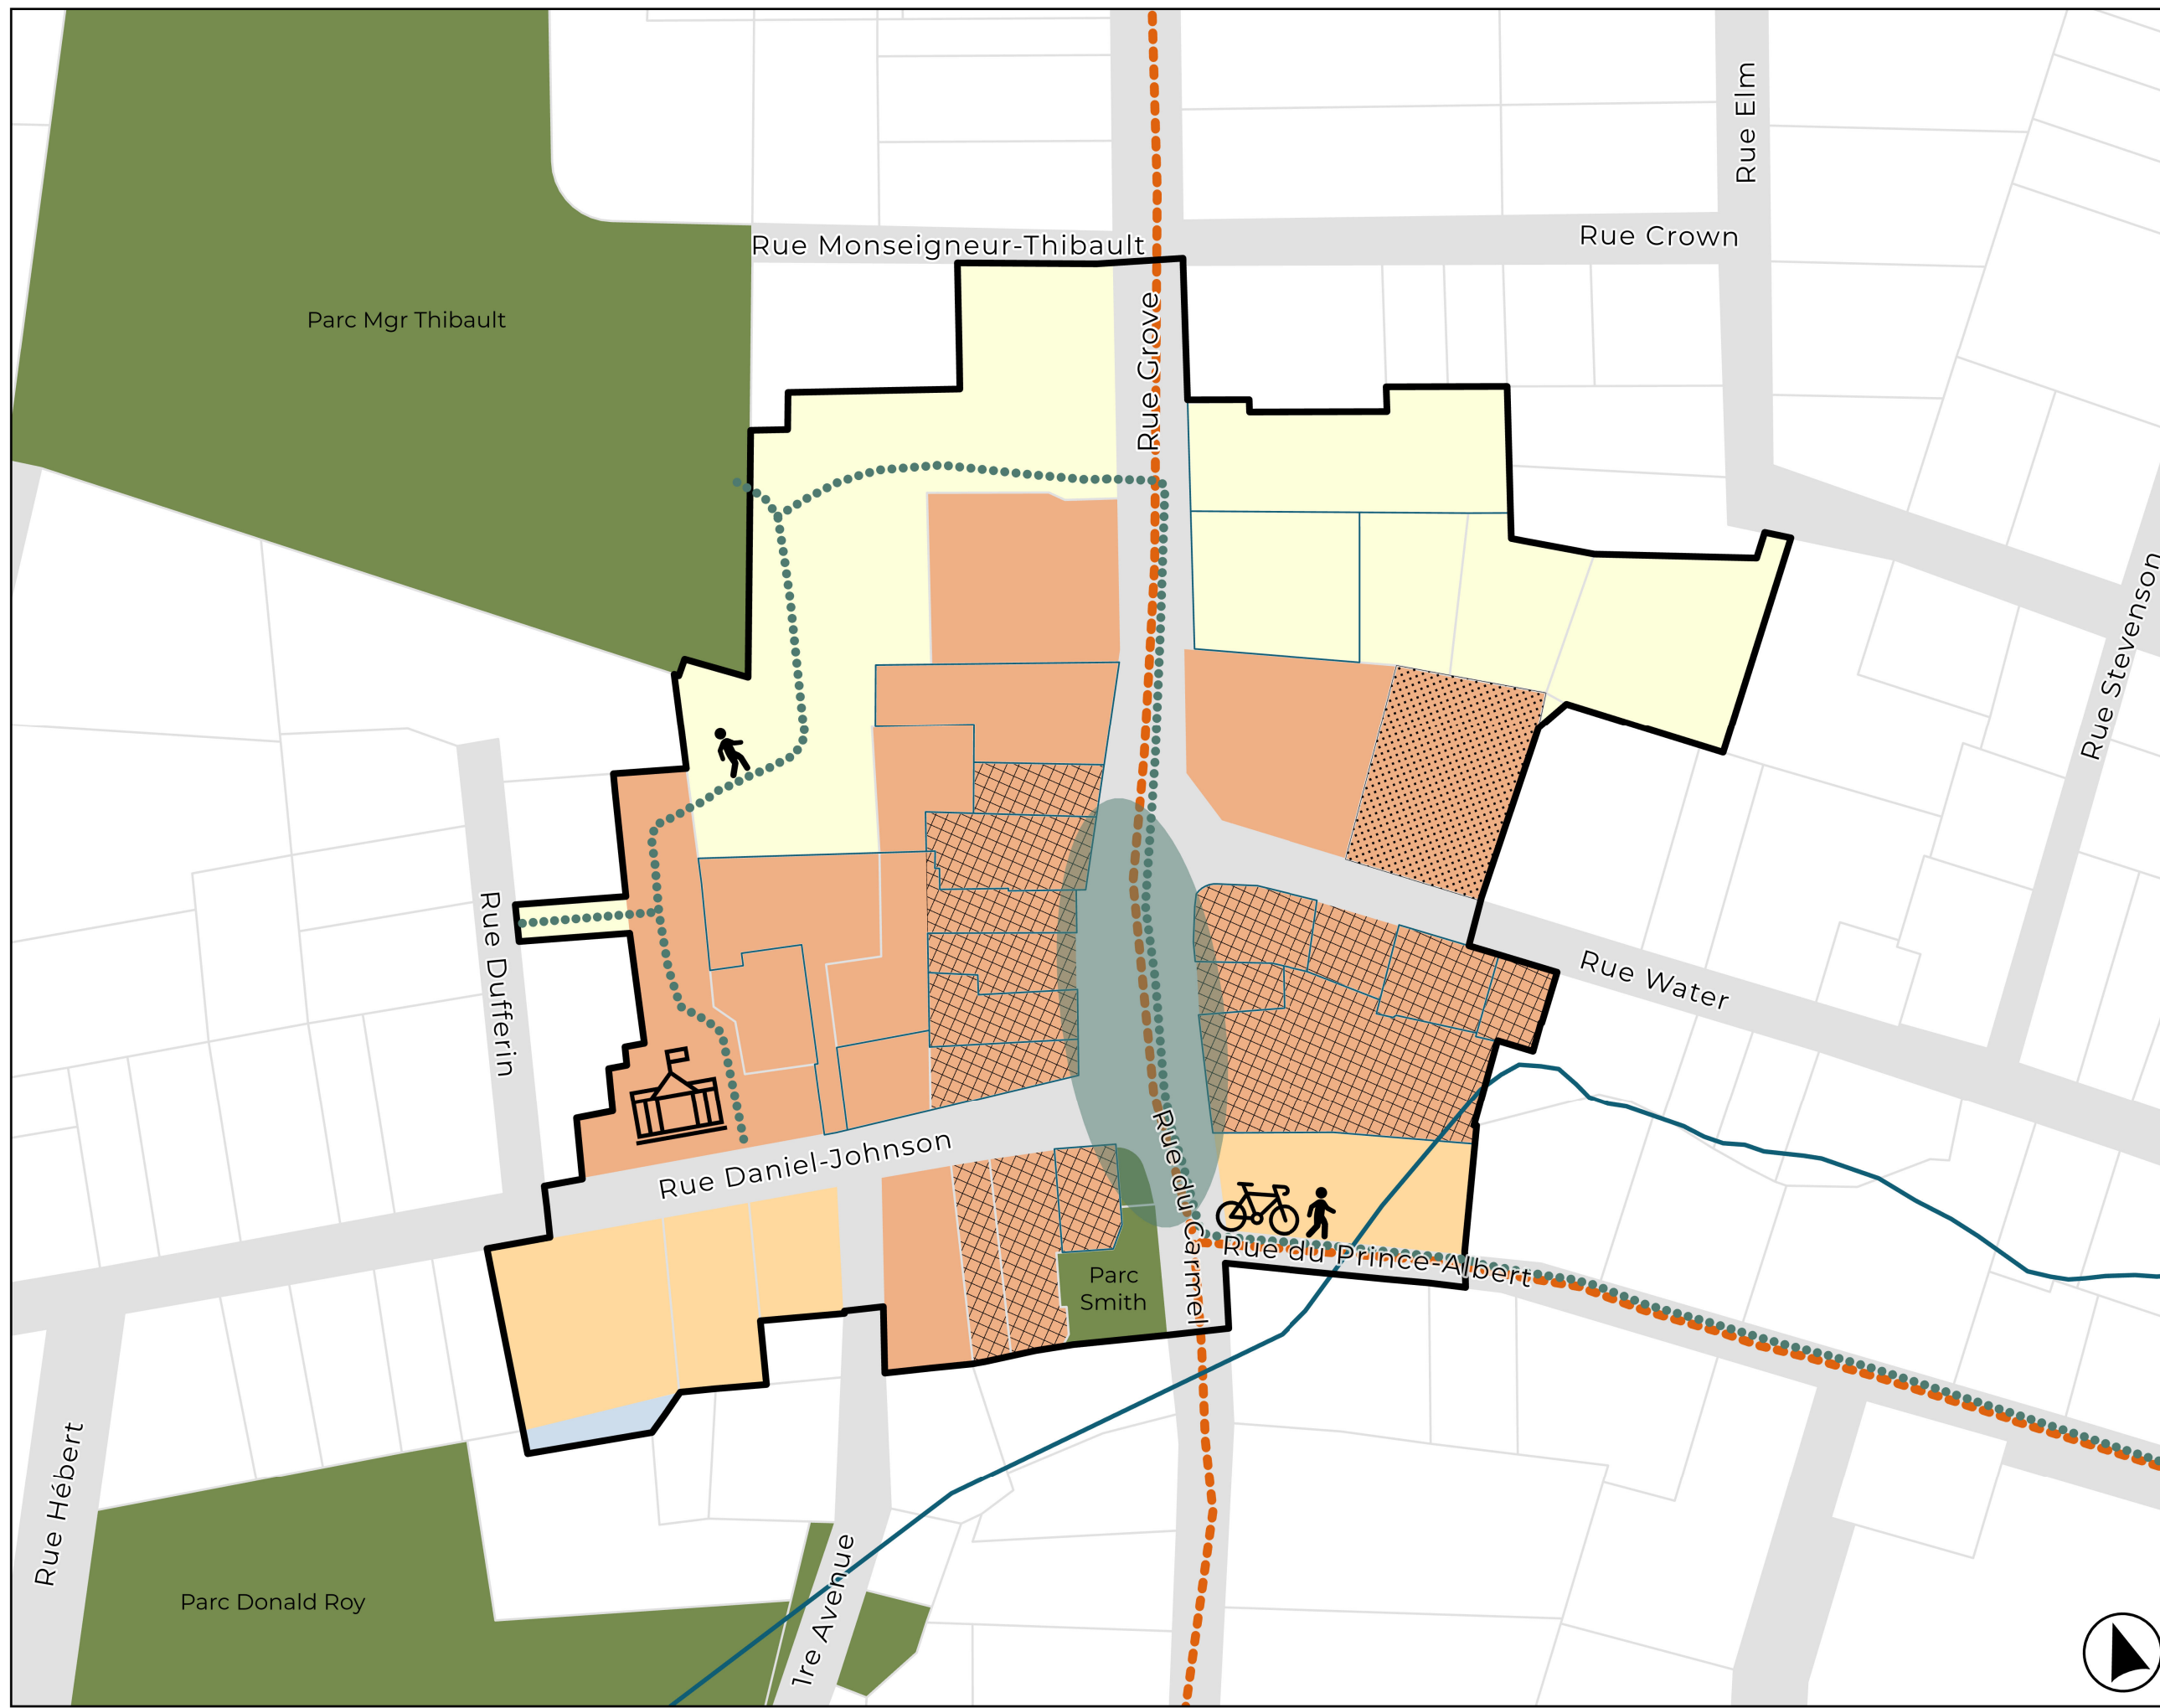 Rue Elm
Rue Monseigneur-Thibault
Rue Crown
Parc Mgr Thibault
Rue Grove
Rue Stevenson
Rue Dufferin
Rue Water
Rue Daniel-Johnson
Rue du Carmel
Rue du Prince-Albert
Parc
Smith
Rue Hébert
Parc Donald Roy
1re Avenue